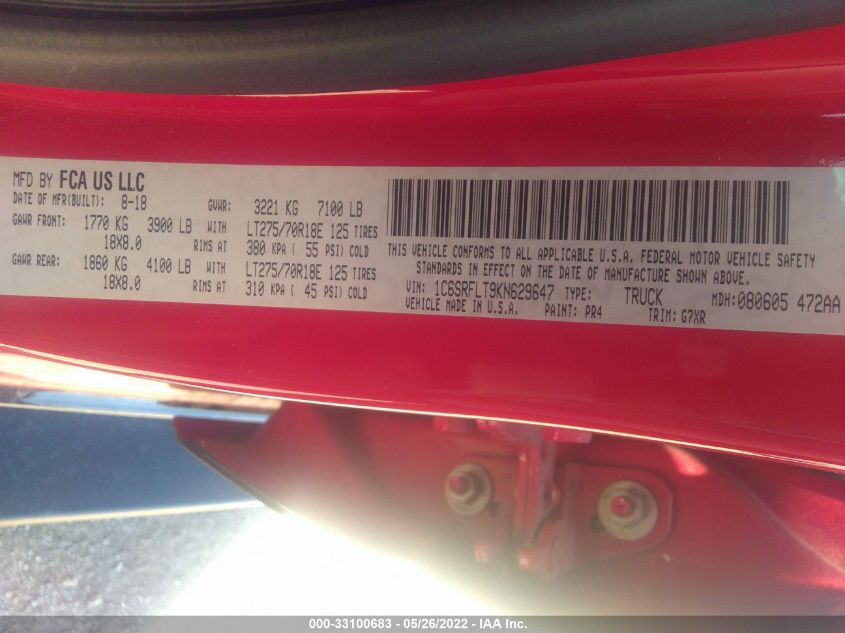 MFD BY FCA US LLC
DATE OF MFR(BUILT): 8-18 GVWR: 3221 KG 7100 LB
GAWR FRONT: 1770 KG 3900 LB WITH LT275/70R18E 125 TIRES
18X8.0 RIMS AT 380 KPA ( 55 PSI) COLD
GAWR REAR: 1860 KG 4100 LB WITH LT275/70R18E 125 TIRES
18X8.0 RIMS AT 310 KPA ( 45 PSI) COLD
THIS VEHICLE CONFORMS TO ALL APPLICABLE U.S.A. FEDERAL MOTOR VEHICLE SAFETY
STANDARDS IN EFFECT ON THE DATE OF MANUFACTURE SHOWN ABOVE.
VIN: 1C6SRFLT9KN629647 TYPE: TRUCK MDH:080605 472AA
VEHICLE MADE IN U.S.A. PAINT: PR4 TRIM: G7XR
000-33100683 - 05/26/2022 - IAA Inc.